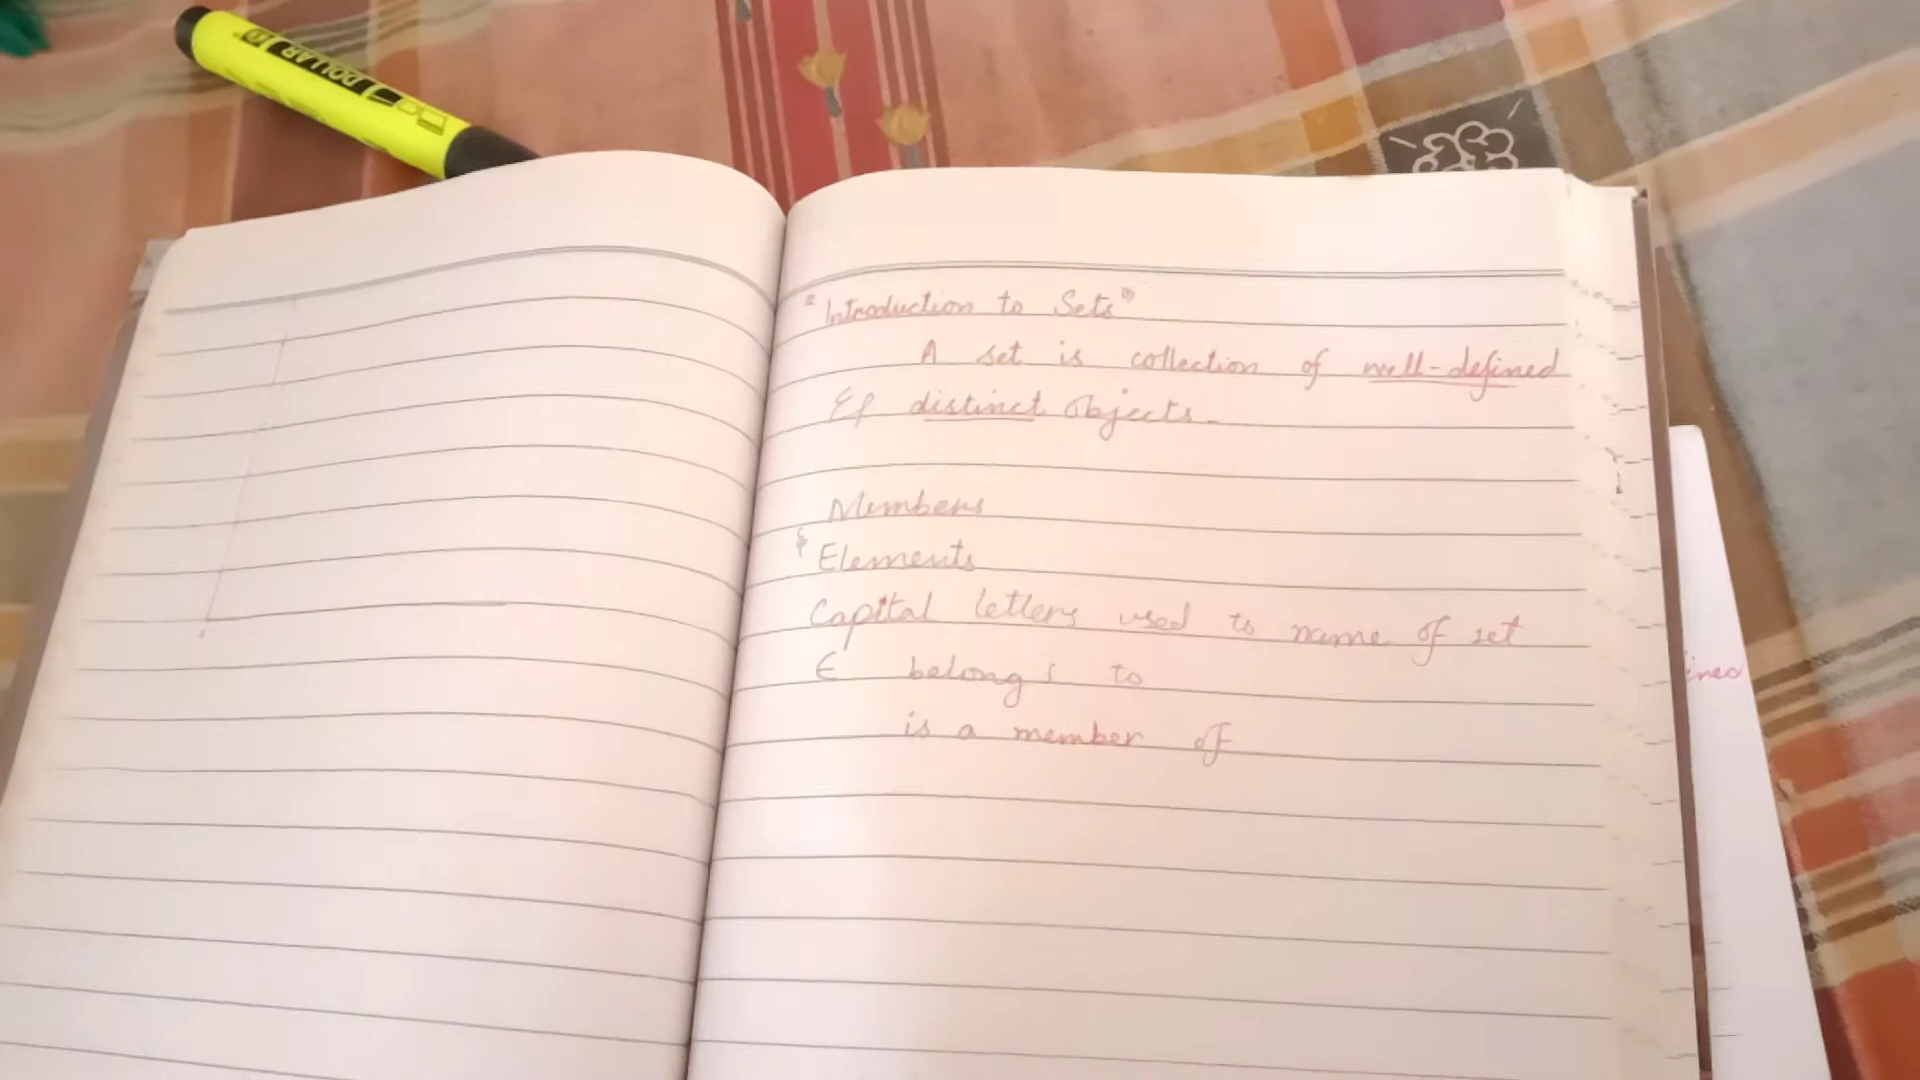 DOLLAR
"Introduction to Sets"
A set is collection of well-defined
& distinct objects.
Members
Elements
Capital letters used to name of set
∈ belongs to
is a member of